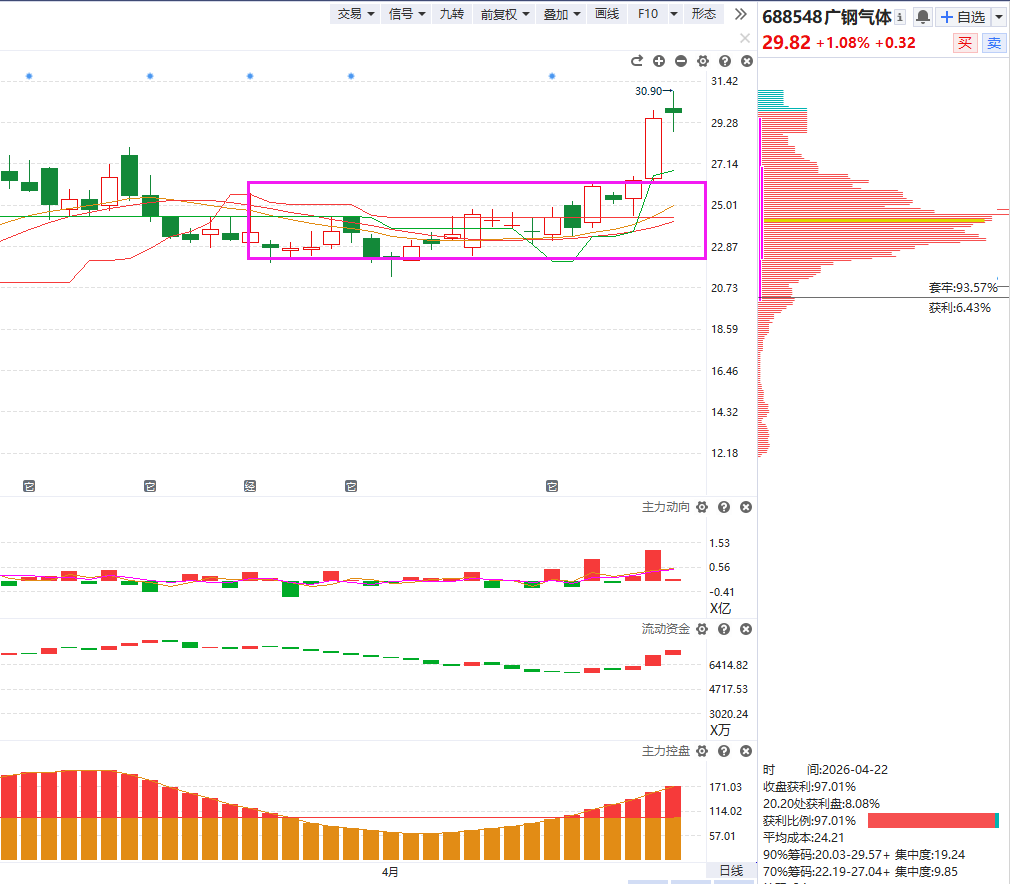 交易 信号 九转 前复权 叠加 画线 F10 形态
688548广钢气体 自选
29.82 +1.08% +0.32 买 卖
31.42
30.90
29.28
27.14
25.01
22.87
20.73
18.59
16.46
14.32
12.18
套牢:93.57%
获利:6.43%
主力动向
1.53
0.56
-0.41
X亿
流动资金
6414.82
4717.53
3020.24
X万
主力控盘
171.03
114.02
57.01
4月
日线
时 间:2026-04-22
收盘获利:97.01%
20.20处获利盘:8.08%
获利比例:97.01%
平均成本:24.21
90%筹码:20.03-29.57+ 集中度:19.24
70%筹码:22.19-27.04+ 集中度:9.85